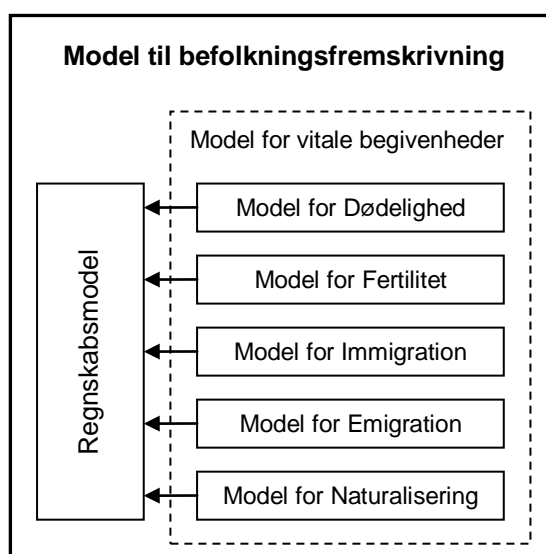 Model til befolkningsfremskrivning
Model for vitale begivenheder
Regnskabsmodel
Model for Dødelighed
Model for Fertilitet
Model for Immigration
Model for Emigration
Model for Naturalisering